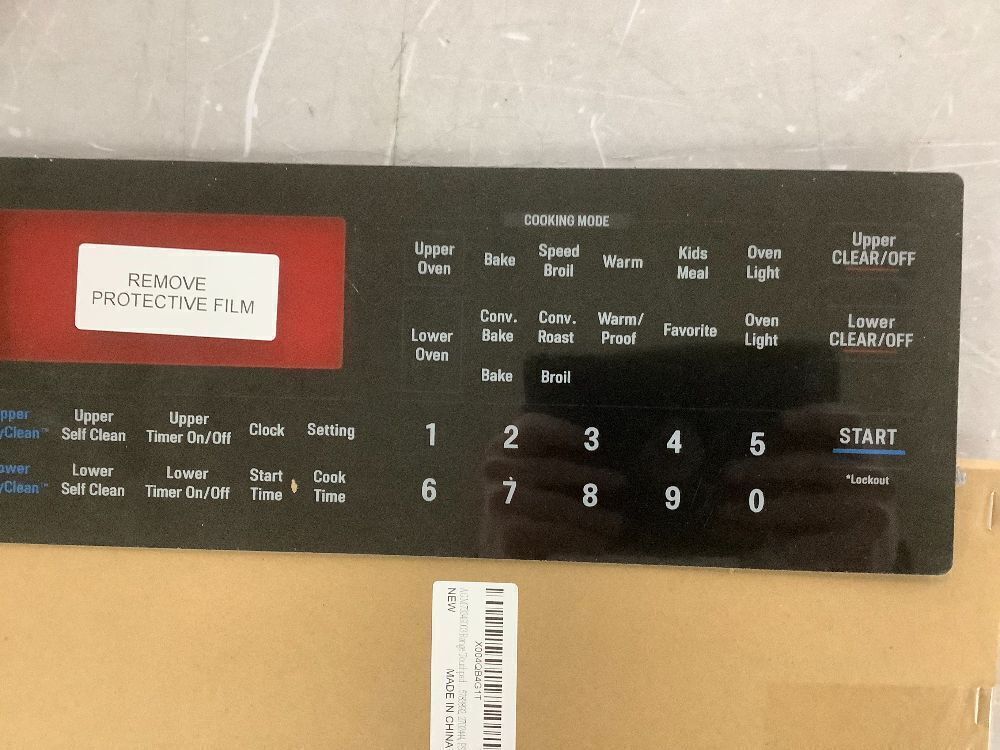 REMOVE
PROTECTIVE FILM
COOKING MODE
Upper
Oven
Bake
Speed
Broil
Warm
Kids
Meal
Oven
Light
Upper
CLEAR/OFF
Lower
Oven
Conv.
Bake
Conv.
Roast
Warm/
Proof
Favorite
Oven
Light
Lower
CLEAR/OFF
Bake
Broil
Upper
Self Clean
Upper
Timer On/Off
Clock
Setting
1 2 3 4 5
START
Lower
Self Clean
Lower
Timer On/Off
Start
Time
Cook
Time
6 7 8 9 0
*Lockout
X004QB4G1T
NEW
MADE IN CHINA